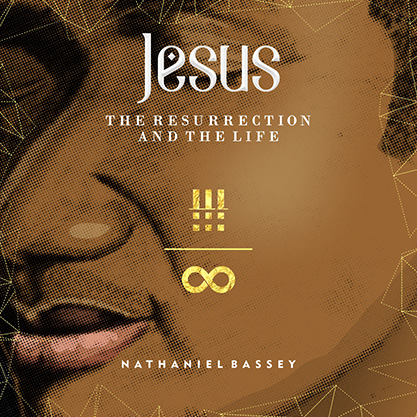 Jesus
THE RESURRECTION
AND THE LIFE
!!!
∞
NATHANIEL BASSEY